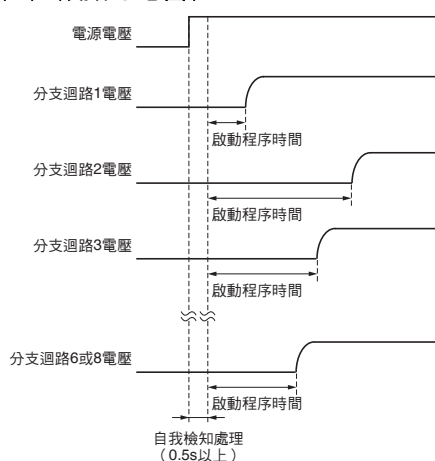 電源電壓
分支迴路1電壓
啟動程序時間
分支迴路2電壓
啟動程序時間
分支迴路3電壓
啟動程序時間
分支迴路6或8電壓
啟動程序時間
自我檢知處理
（0.5s以上）